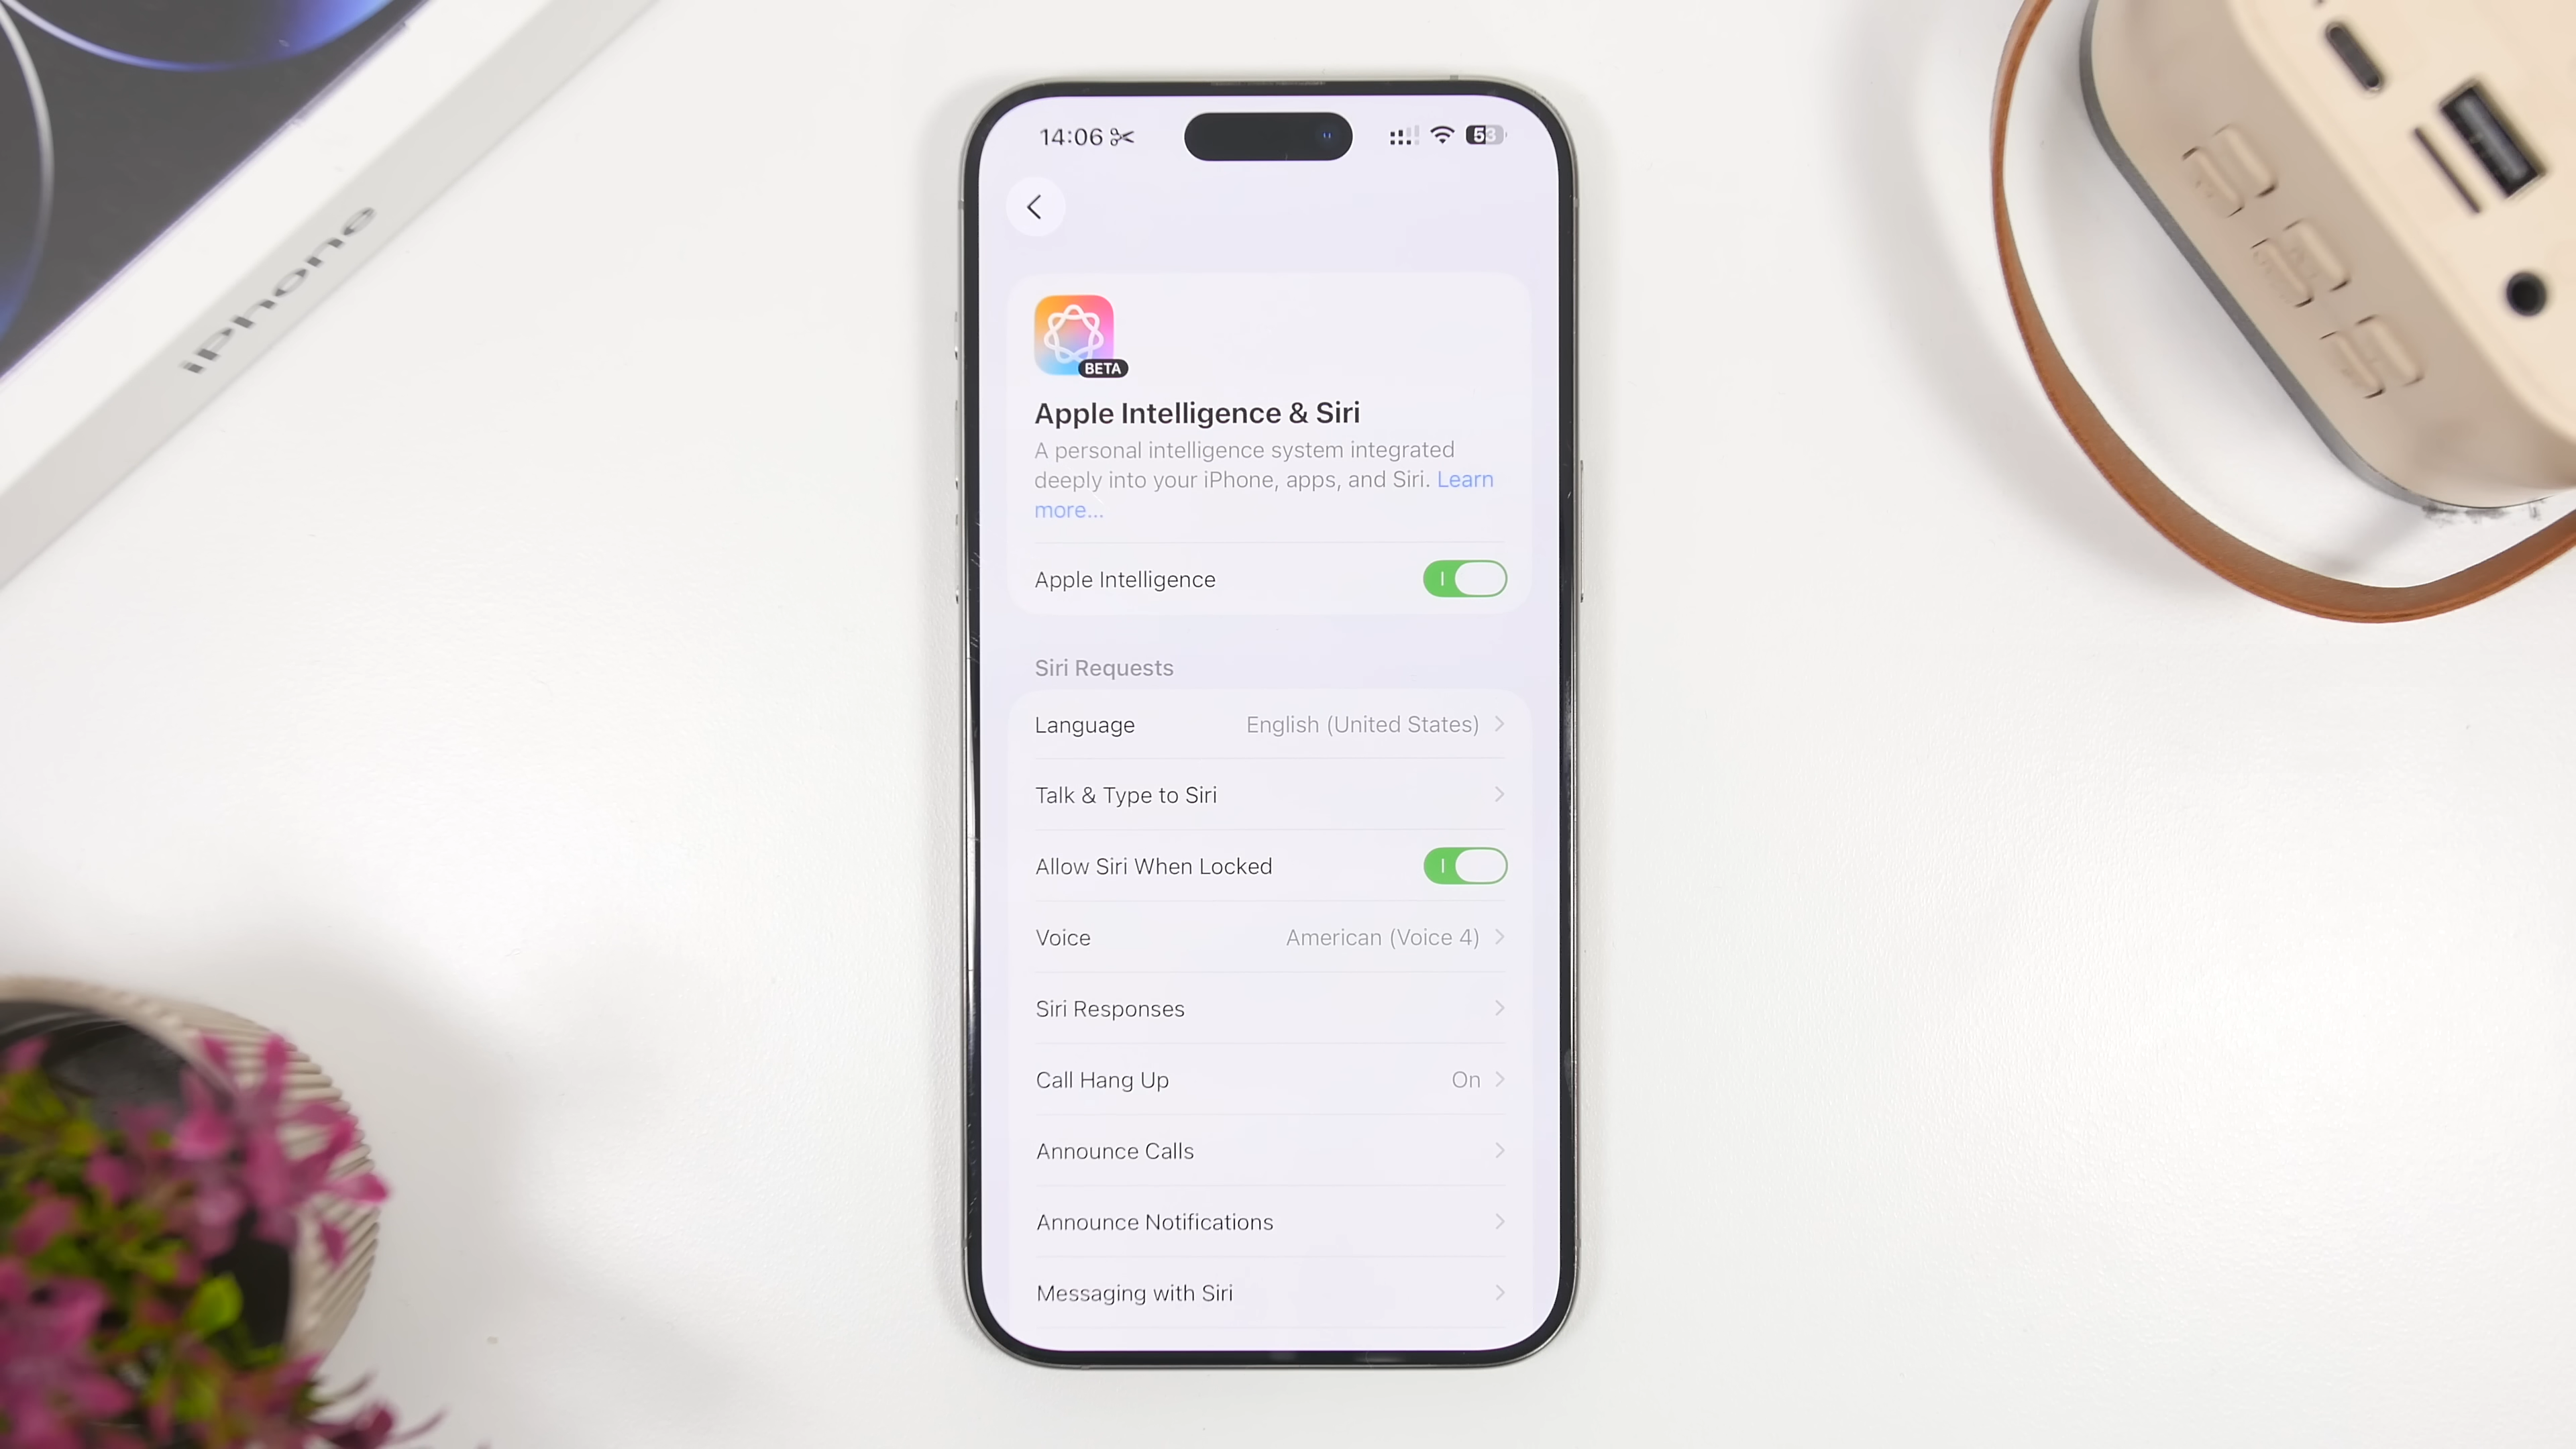 iPhone
14:06
53
BETA
Apple Intelligence & Siri
A personal intelligence system integrated
deeply into your iPhone, apps, and Siri. Learn
more...
Apple Intelligence
Siri Requests
Language English (United States)
Talk & Type to Siri
Allow Siri When Locked
Voice American (Voice 4)
Siri Responses
Call Hang Up On
Announce Calls
Announce Notifications
Messaging with Siri